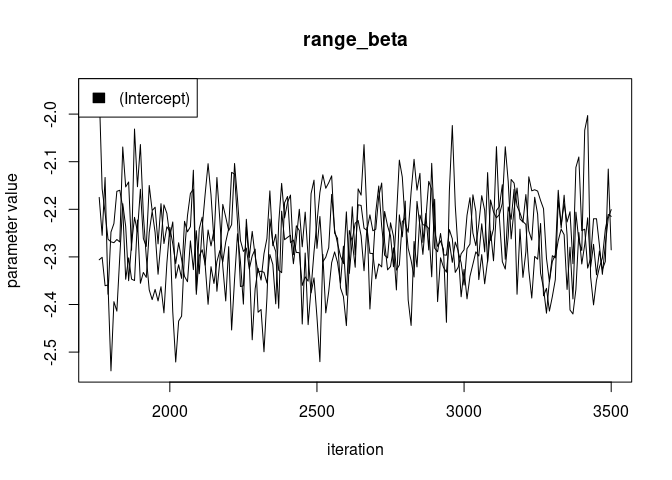 range_beta
(Intercept)
parameter value
-2.0
-2.1
-2.2
-2.3
-2.4
-2.5
2000 2500 3000 3500
iteration